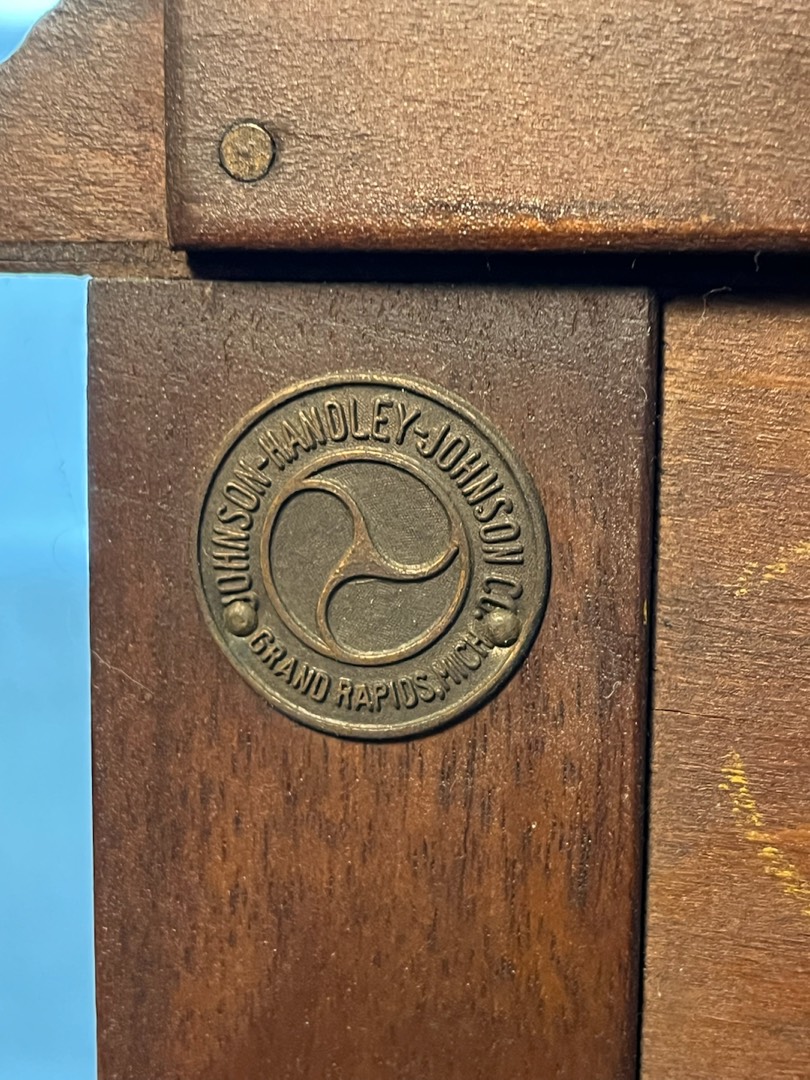 JOHNSON-HANDLEY-JOHNSON CO.
GRAND RAPIDS, MICH.